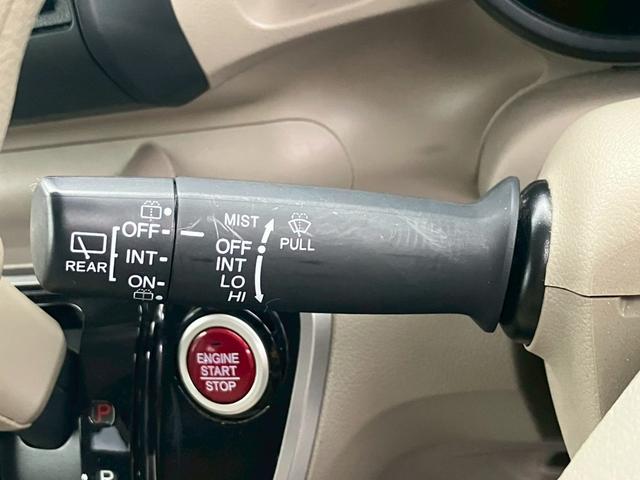 REAR
OFF
INT
ON
MIST
OFF
INT
LO
HI
PULL
ENGINE
START
STOP
P
P